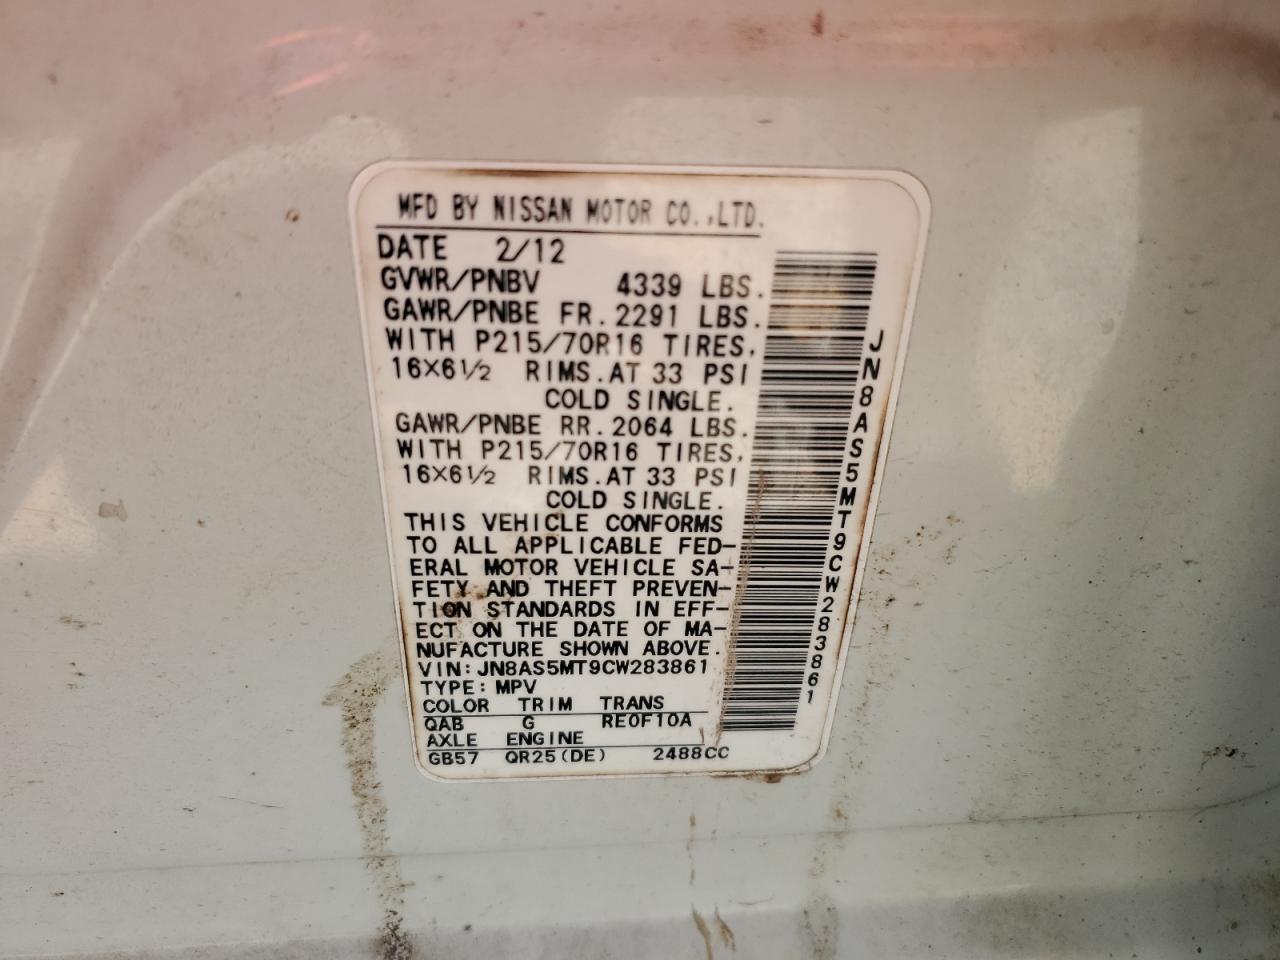 MFD BY NISSAN MOTOR CO.,LTD.
DATE 2/12
GVWR/PNBV 4339 LBS.
GAWR/PNBE FR. 2291 LBS.
WITH P215/70R16 TIRES,
16×6½ RIMS. AT 33 PSI
COLD SINGLE.
GAWR/PNBE RR. 2064 LBS.
WITH P215/70R16 TIRES,
16×6½ RIMS. AT 33 PSI
COLD SINGLE.
THIS VEHICLE CONFORMS
TO ALL APPLICABLE FED-
ERAL MOTOR VEHICLE SA-
FETY AND THEFT PREVEN-
TION STANDARDS IN EFF-
ECT ON THE DATE OF MA-
NUFACTURE SHOWN ABOVE.
VIN: JN8AS5MT9CW283861
TYPE: MPV
COLOR TRIM TRANS
QAB G RE0F10A
AXLE ENGINE
GB57 QR25(DE) 2488CC
JN8AS5MT9CW283861